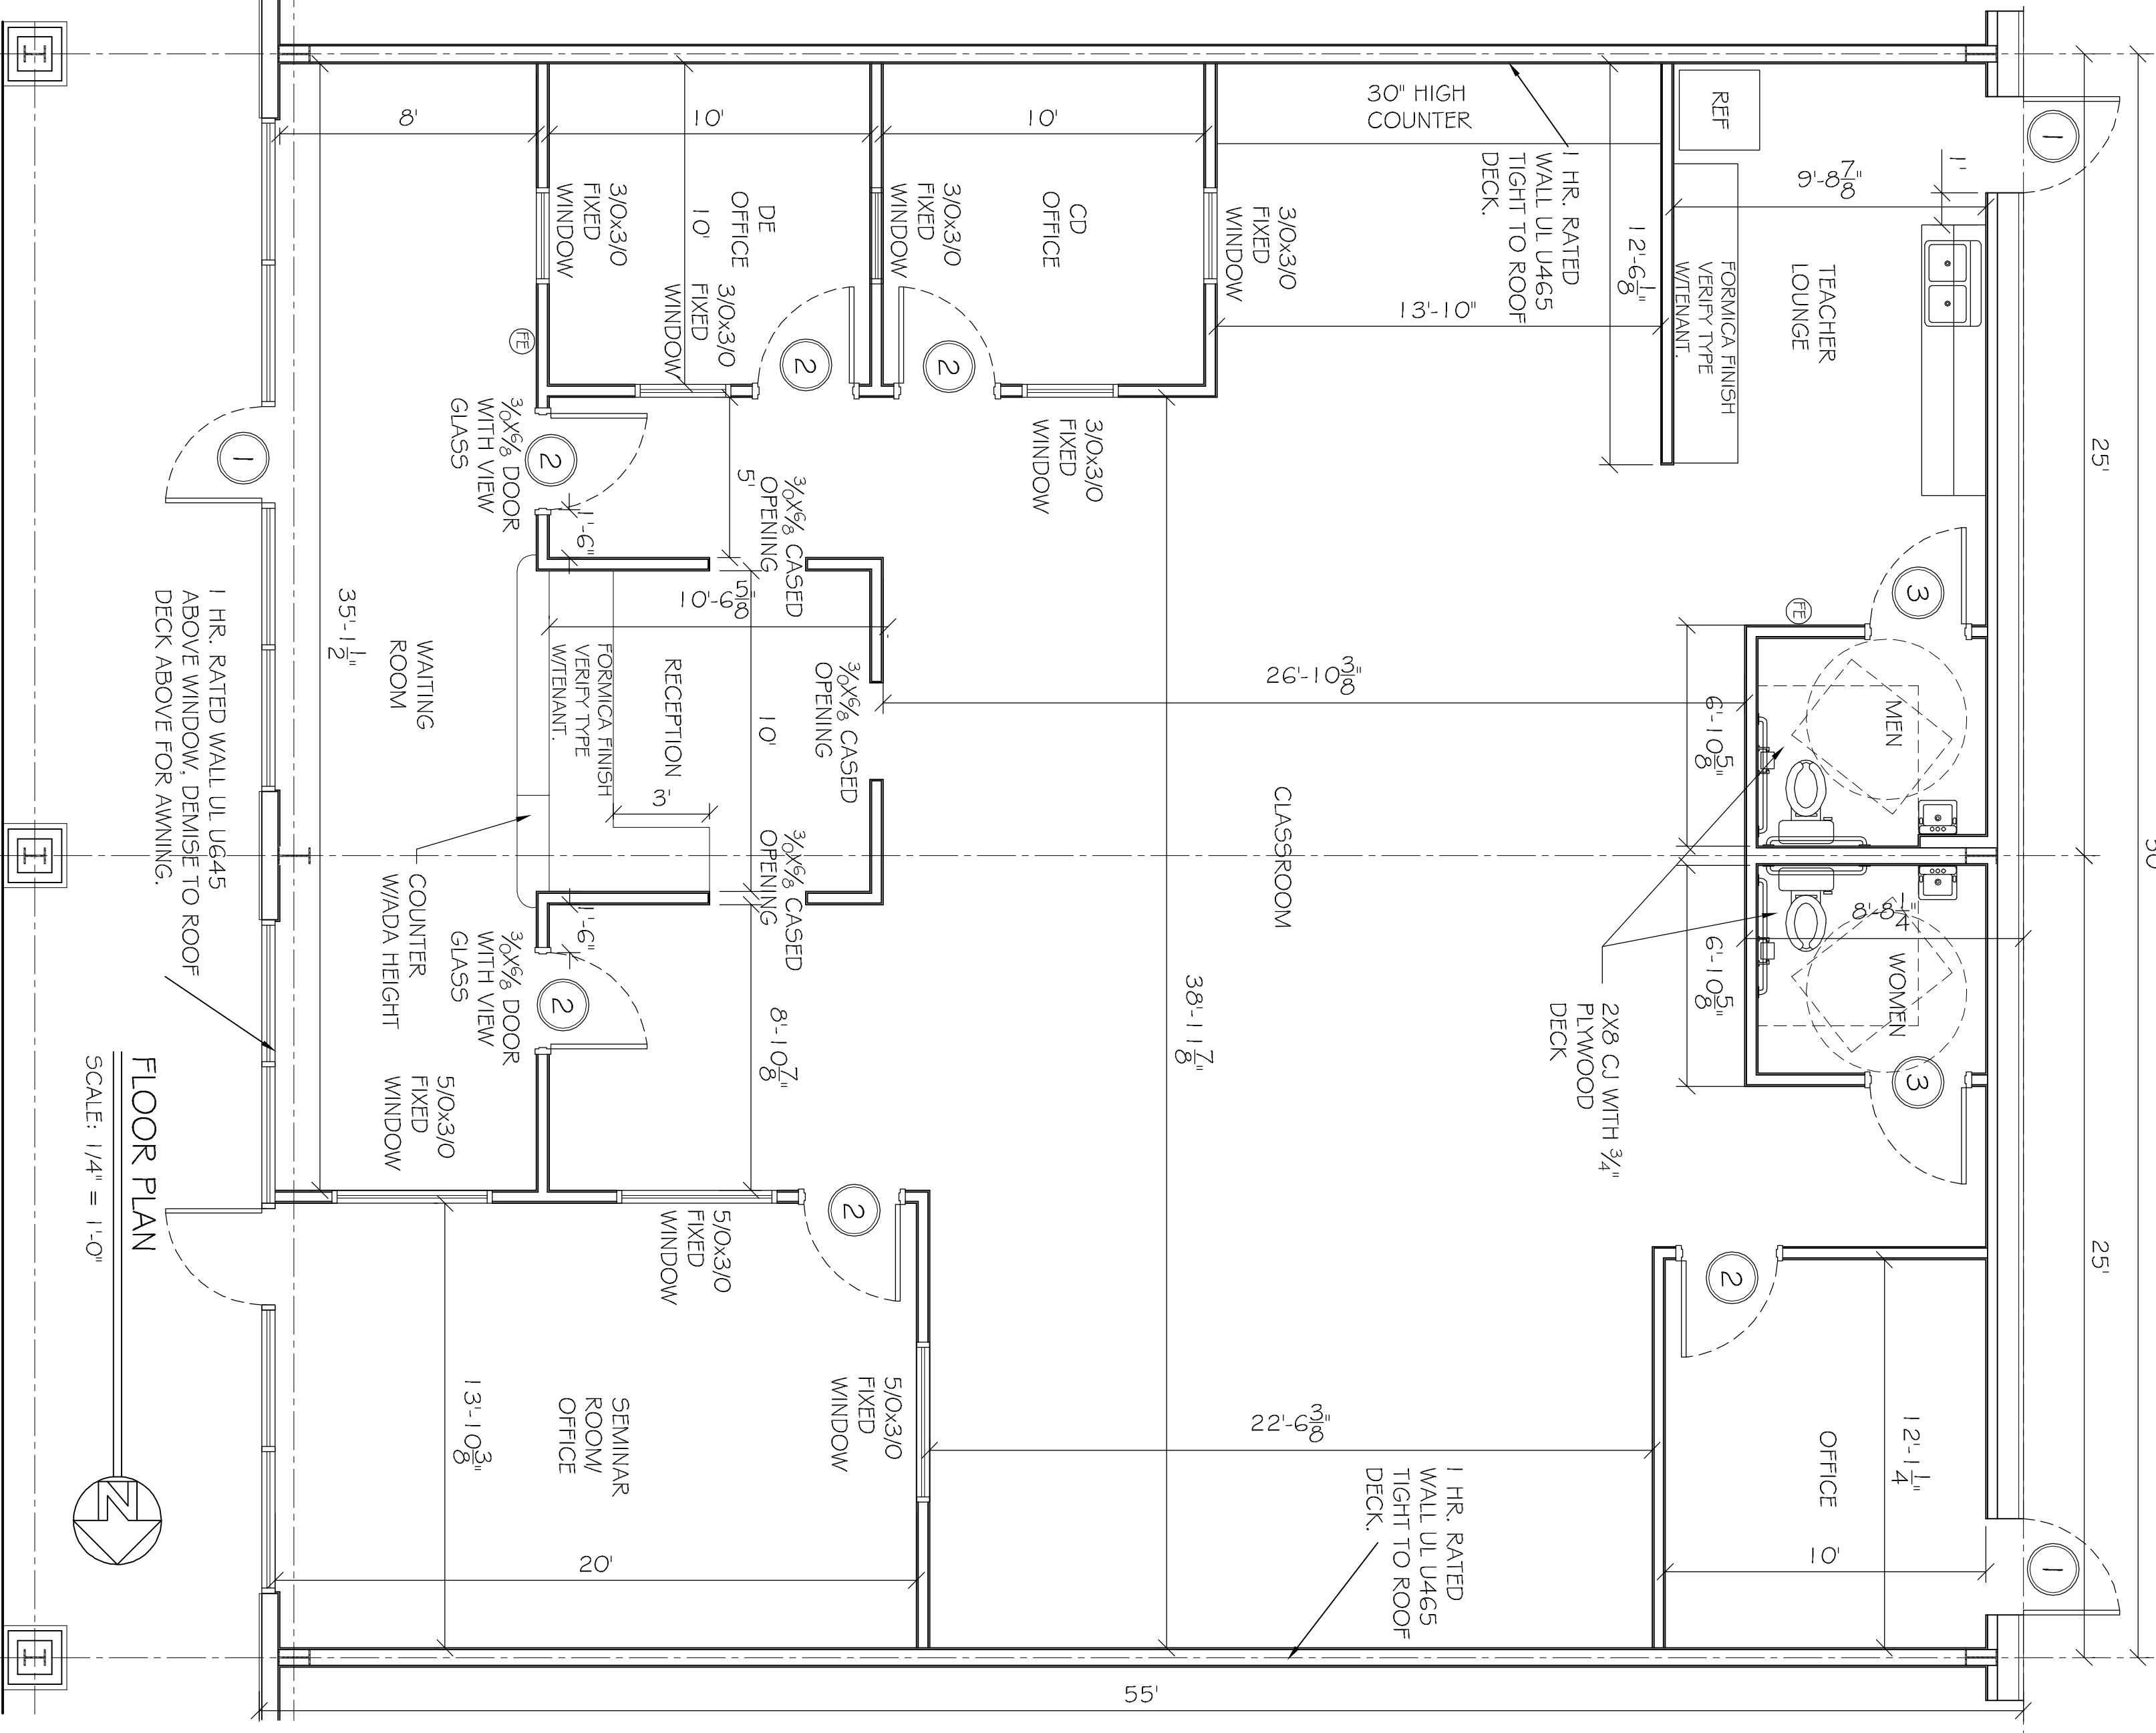 8'
10'
10'
30" HIGH
COUNTER
REF
1'
9'-8 7/8"
1
1 HR. RATED
WALL UL U465
TIGHT TO ROOF
DECK.
12'-6 1/8"
13'-10"
TEACHER
LOUNGE
FORMICA FINISH
VERIFY TYPE
W/TENANT.
25'
3/0x3/0
FIXED
WINDOW
DE
OFFICE
10'
3/0x3/0
FIXED
WINDOW
3/0x3/0
FIXED
WINDOW
CD
OFFICE
3/0x3/0
FIXED
WINDOW
2
2
FE
3/0x3/0
FIXED
WINDOW
1
3/0X6/8 DOOR
WITH VIEW
GLASS
2
1'-6"
5'
3/0X6/8 CASED
OPENING
10'-6 5/8"
35'-1 1/2"
WAITING
ROOM
FORMICA FINISH
VERIFY TYPE
W/TENANT.
RECEPTION
3'
10'
3/0X6/8 CASED
OPENING
3/0X6/8 CASED
OPENING
26'-10 3/8"
CLASSROOM
3
FE
6'-10 5/8"
MEN
8'-8 1/4"
6'-10 5/8"
WOMEN
3
2X8 CJ WITH 3/4"
PLYWOOD
DECK
1 HR. RATED WALL UL U645
ABOVE WINDOW, DEMISE TO ROOF
DECK ABOVE FOR AWNING.
COUNTER
W/ADA HEIGHT
1'-6"
3/0X6/8 DOOR
WITH VIEW
GLASS
2
8'-10 7/8"
38'-1 7/8"
5/0x3/0
FIXED
WINDOW
5/0x3/0
FIXED
WINDOW
2
2
25'
5/0x3/0
FIXED
WINDOW
SEMINAR
ROOM/
OFFICE
13'-10 3/8"
20'
22'-6 3/8"
1 HR. RATED
WALL UL U465
TIGHT TO ROOF
DECK.
OFFICE
12'-1 1/4"
10'
1
55'
FLOOR PLAN
SCALE: 1/4" = 1'-0"
N